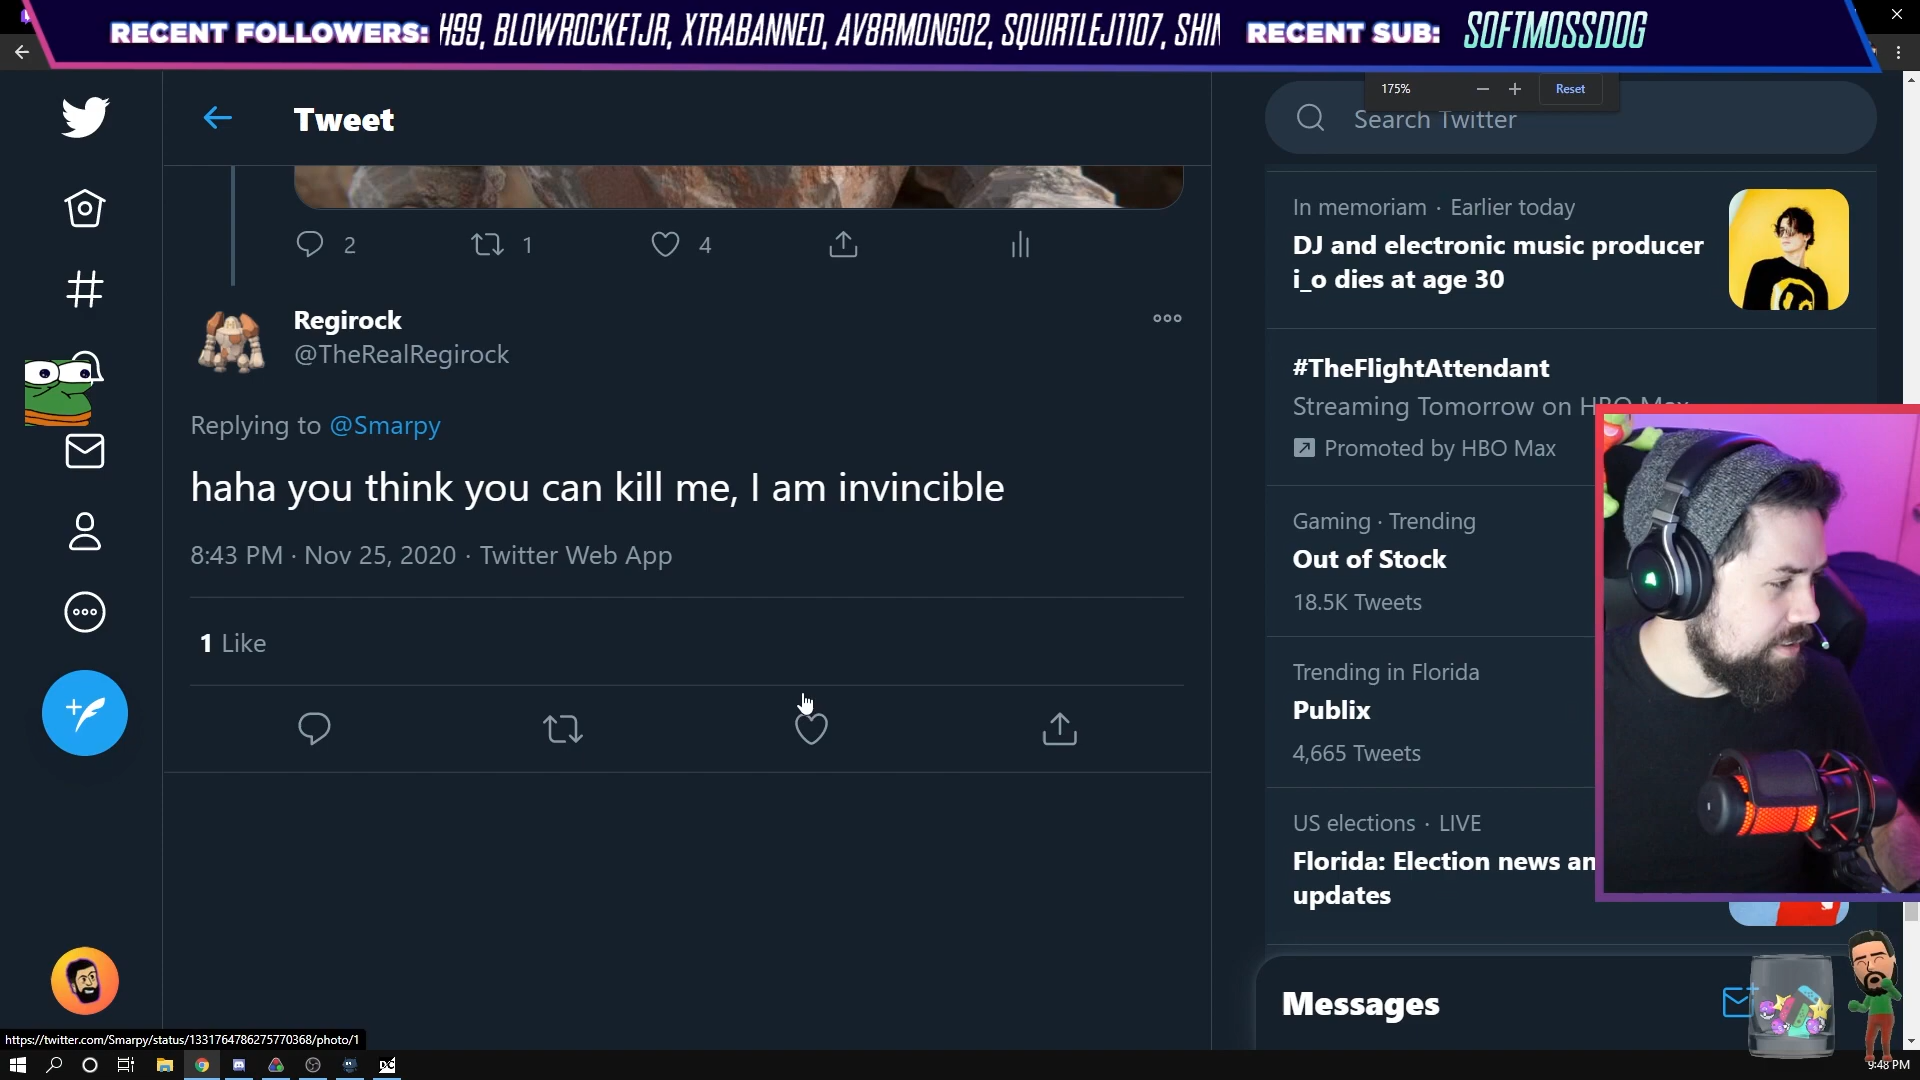 RECENT FOLLOWERS: H99, BLOWROCKETJR, XTRABANNED, AV8RMONGO2, SQUIRTLEJ1107, SHIN
RECENT SUB: SOFTMOSSDOG
175%
Reset
Tweet
Search Twitter
2
1
4
Regirock
@TheRealRegirock
Replying to @Smarpy
haha you think you can kill me, I am invincible
8:43 PM · Nov 25, 2020 · Twitter Web App
1 Like
In memoriam · Earlier today
DJ and electronic music producer
i_o dies at age 30
#TheFlightAttendant
Streaming Tomorrow on HBO Max
Promoted by HBO Max
Gaming · Trending
Out of Stock
18.5K Tweets
Trending in Florida
Publix
4,665 Tweets
US elections · LIVE
Florida: Election news an
updates
Messages
https://twitter.com/Smarpy/status/1331764786275770368/photo/1
9:48 PM